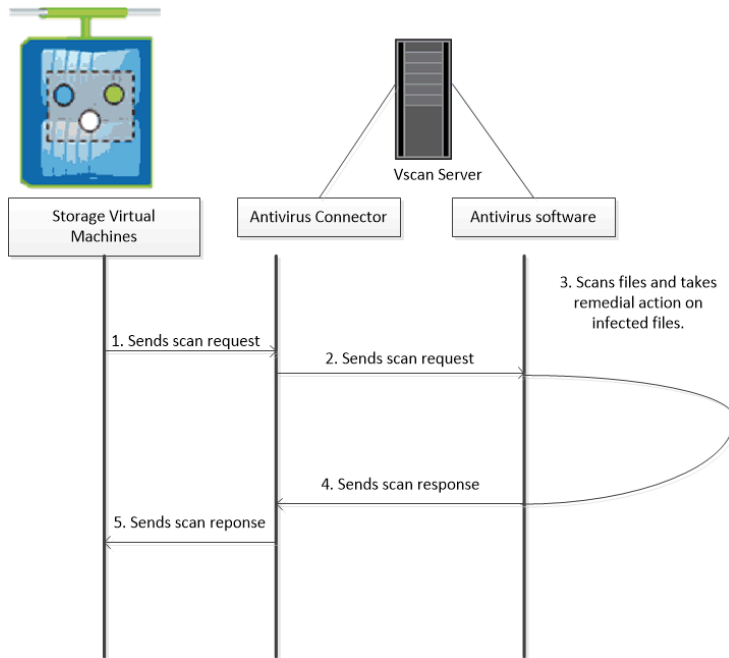 Vscan Server
Storage Virtual
Machines
Antivirus Connector
Antivirus software
3. Scans files and takes
remedial action on
infected files.
1. Sends scan request
2. Sends scan request
4. Sends scan response
5. Sends scan reponse